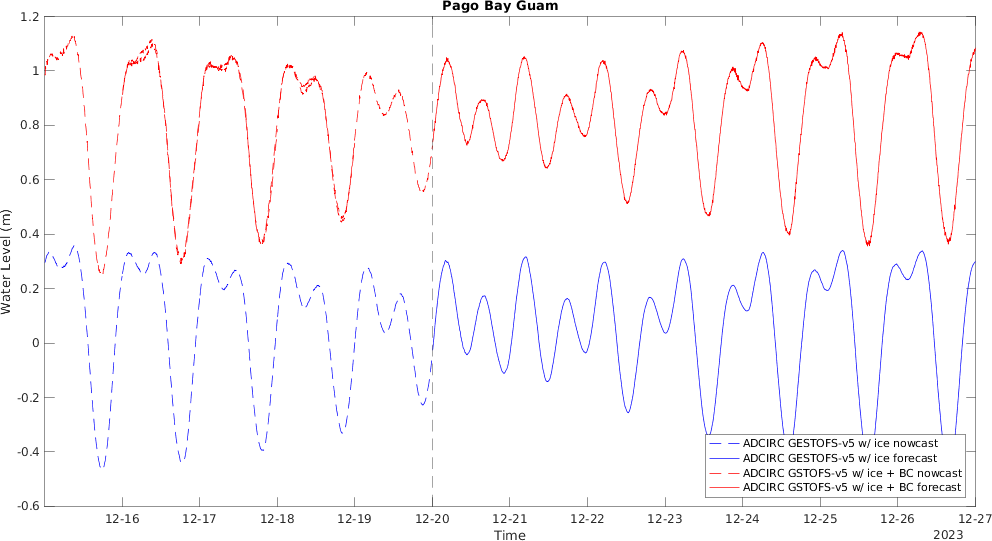 Pago Bay Guam
1.2
1
0.8
0.6
0.4
0.2
0
-0.2
-0.4
-0.6
Water Level (m)
ADCIRC GESTOFS-v5 w/ ice nowcast
ADCIRC GESTOFS-v5 w/ ice forecast
ADCIRC GSTOFS-v5 w/ ice + BC nowcast
ADCIRC GSTOFS-v5 w/ ice + BC forecast
12-16 12-17 12-18 12-19 12-20 12-21 12-22 12-23 12-24 12-25 12-26 12-27
Time
2023